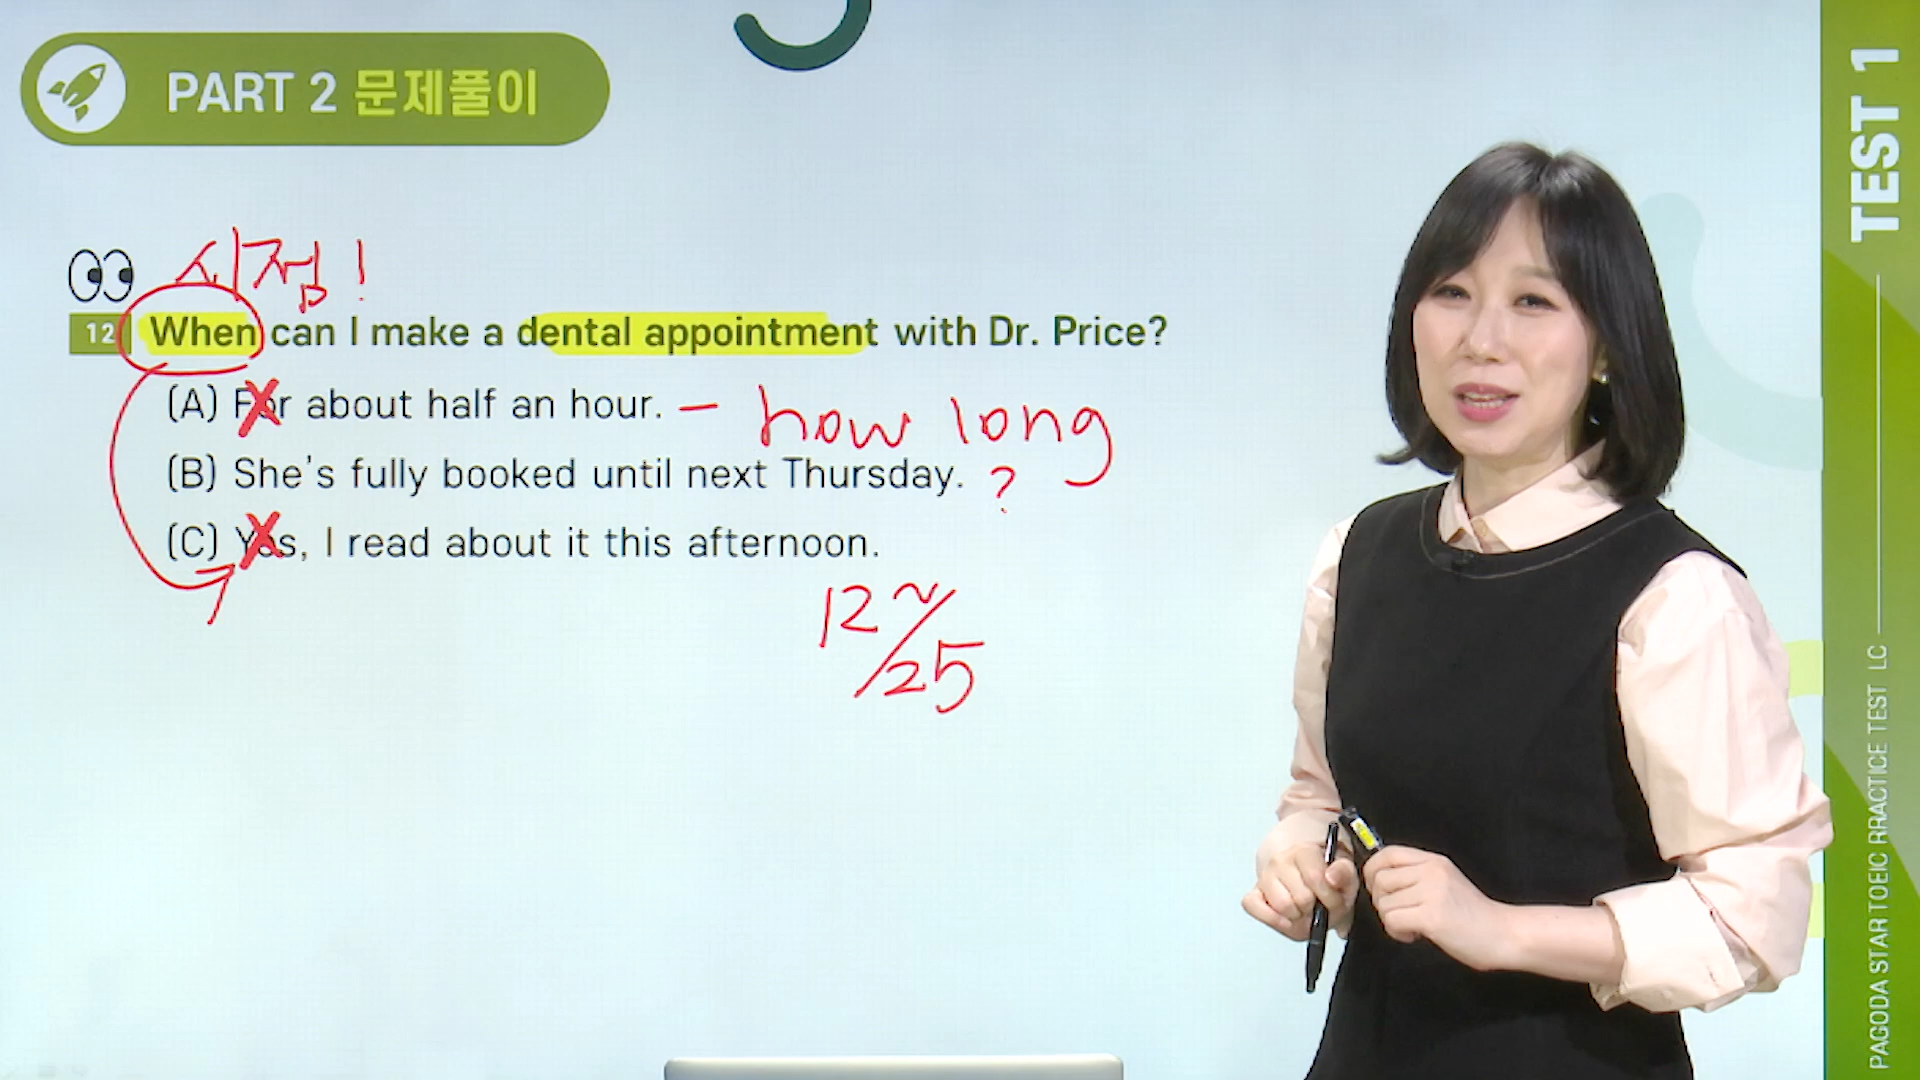 PART 2 문제풀이
시점!
12 When can I make a dental appointment with Dr. Price?
(A) For about half an hour. – how long
(B) She's fully booked until next Thursday. ?
(C) Yes, I read about it this afternoon.
12 ~/25
TEST 1
PAGODA STAR TOEIC RRACTICE TEST LC